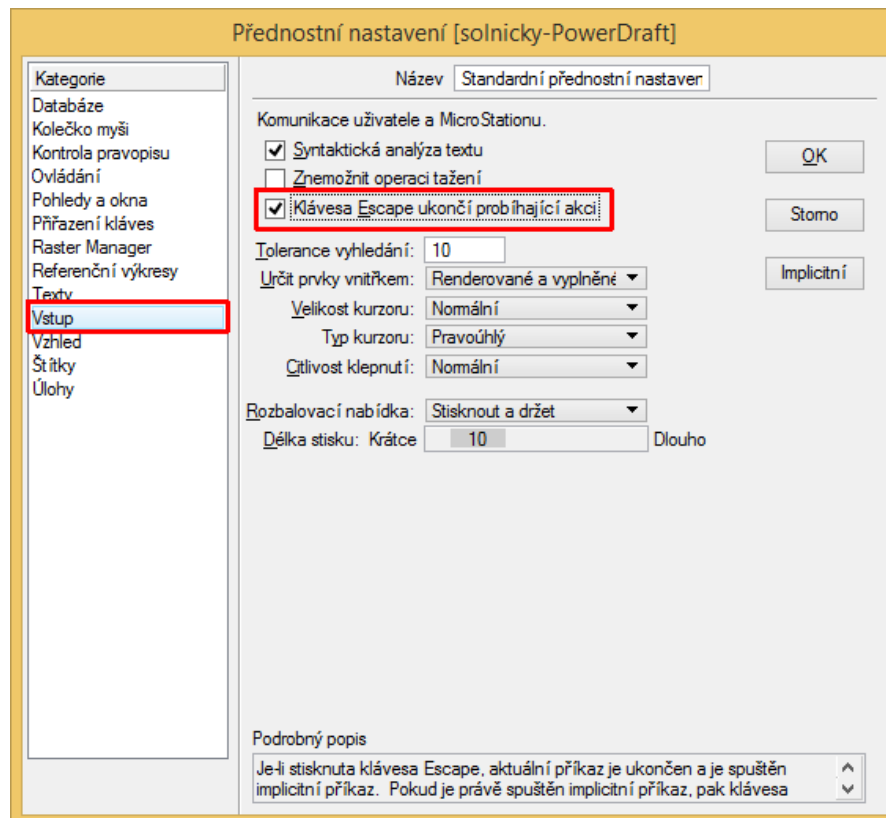 Přednostní nastavení [solnicky-PowerDraft]
Kategorie
Databáze
Kolečko myši
Kontrola pravopisu
Ovládání
Pohledy a okna
Přiřazení kláves
Raster Manager
Referenční výkresy
Texty
Vstup
Vzhled
Štítky
Úlohy
Název Standardní přednostní nastaven
Komunikace uživatele a MicroStationu.
Syntaktická analýza textu
Znemožnit operaci tažení
Klávesa Escape ukončí probíhající akci
Tolerance vyhledání: 10
Určit prvky vnitřkem: Renderované a vyplněné
Velikost kurzoru: Normální
Typ kurzoru: Pravoúhlý
Citlivost klepnutí: Normální
Rozbalovací nabídka: Stisknout a držet
Délka stisku: Krátce 10 Dlouho
OK
Storno
Implicitní
Podrobný popis
Je-li stisknuta klávesa Escape, aktuální příkaz je ukončen a je spuštěn
implicitní příkaz. Pokud je právě spuštěn implicitní příkaz, pak klávesa